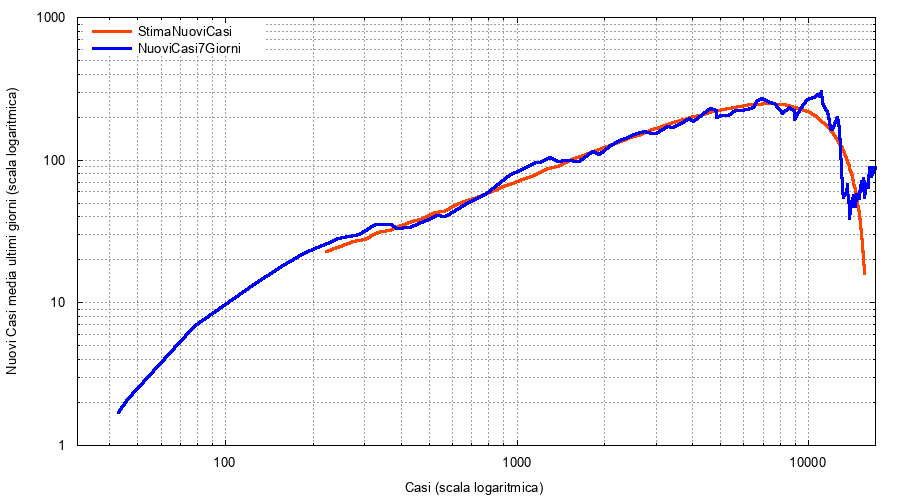 1000
StimaNuoviCasi
NuoviCasi7Giorni
100
10
1
Nuovi Casi media ultimi giorni (scala logaritmica)
100
1000
10000
Casi (scala logaritmica)